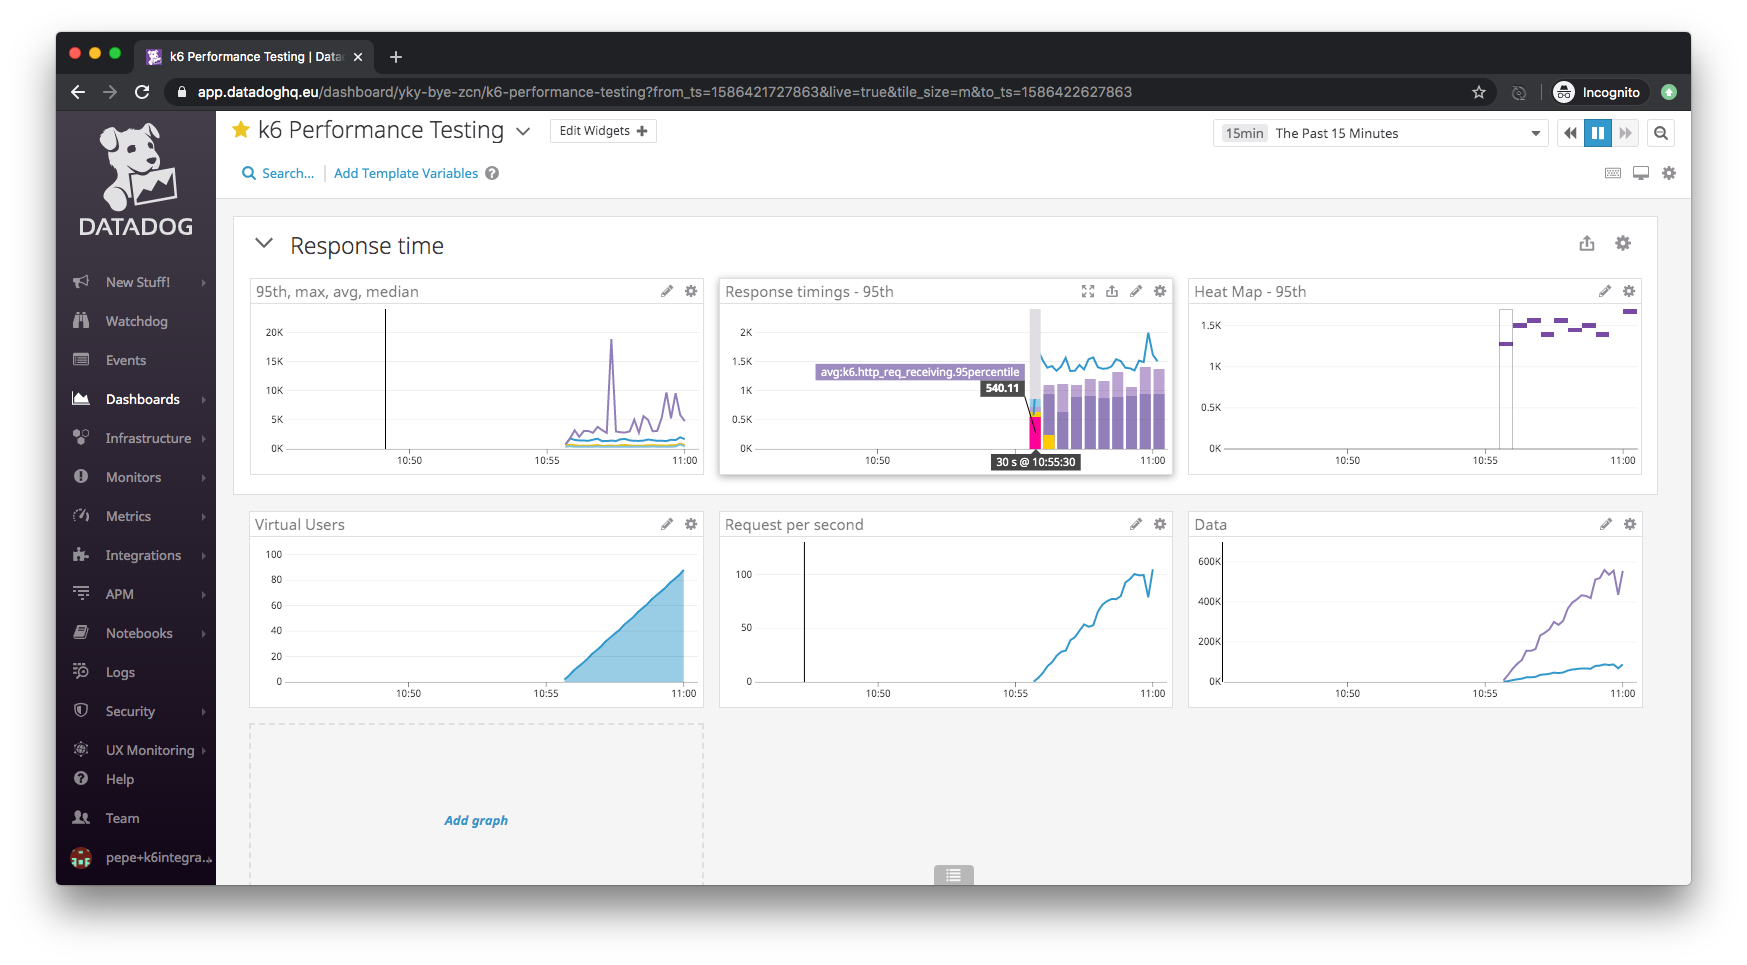 k6 Performance Testing | Data
app.datadoghq.eu/dashboard/yky-bye-zcn/k6-performance-testing?from_ts=1586421727863&live=true&tile_size=m&to_ts=1586422627863
Incognito
DATADOG
New Stuff!
Watchdog
Events
Dashboards
Infrastructure
Monitors
Metrics
Integrations
APM
Notebooks
Logs
Security
UX Monitoring
Help
Team
pepe+k6integra...
k6 Performance Testing
Edit Widgets
15min The Past 15 Minutes
Search...
Add Template Variables
Response time
95th, max, avg, median
20K
15K
10K
5K
0K
10:50 10:55 11:00
Response timings - 95th
2K
1.5K
1K
0.5K
0K
avg:k6.http_req_receiving.95percentile
540.11
10:50 11:00
30 s @ 10:55:30
Heat Map - 95th
1.5K
1K
0.5K
0K
10:50 10:55 11:00
Virtual Users
100
80
60
40
20
0
10:50 10:55 11:00
Request per second
100
50
0
10:50 10:55 11:00
Data
600K
400K
200K
0K
10:50 10:55 11:00
Add graph